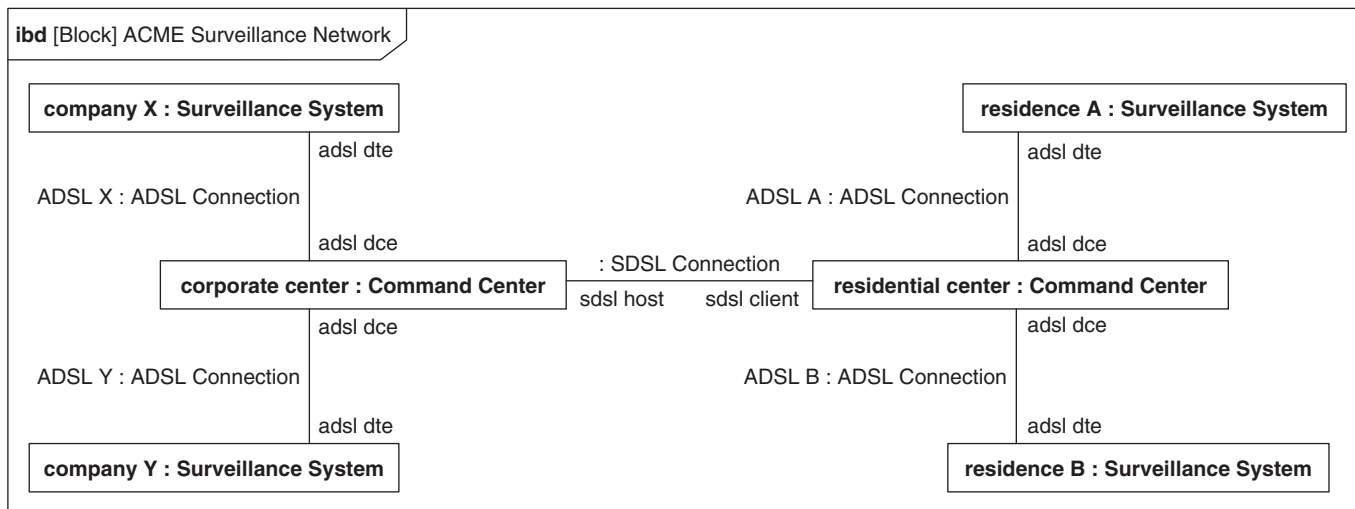 ibd [Block] ACME Surveillance Network
company X : Surveillance System
residence A : Surveillance System
adsl dte
adsl dte
ADSL X : ADSL Connection
ADSL A : ADSL Connection
adsl dce
adsl dce
: SDSL Connection
corporate center : Command Center
residential center : Command Center
sdsl host
sdsl client
adsl dce
adsl dce
ADSL Y : ADSL Connection
ADSL B : ADSL Connection
adsl dte
adsl dte
company Y : Surveillance System
residence B : Surveillance System